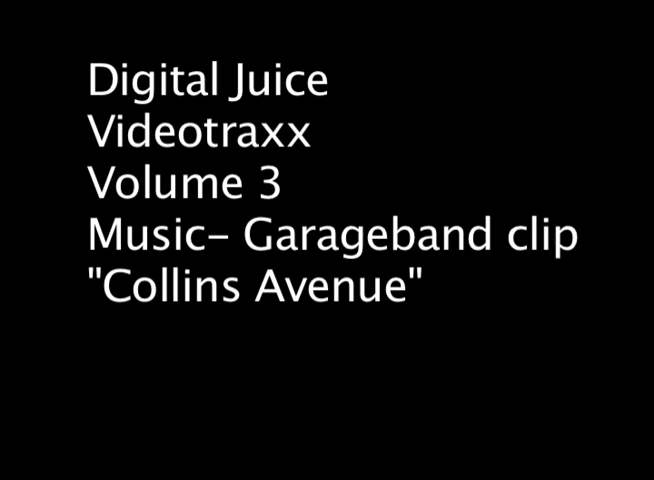 Digital Juice
Videotraxx
Volume 3
Music- Garageband clip
"Collins Avenue"